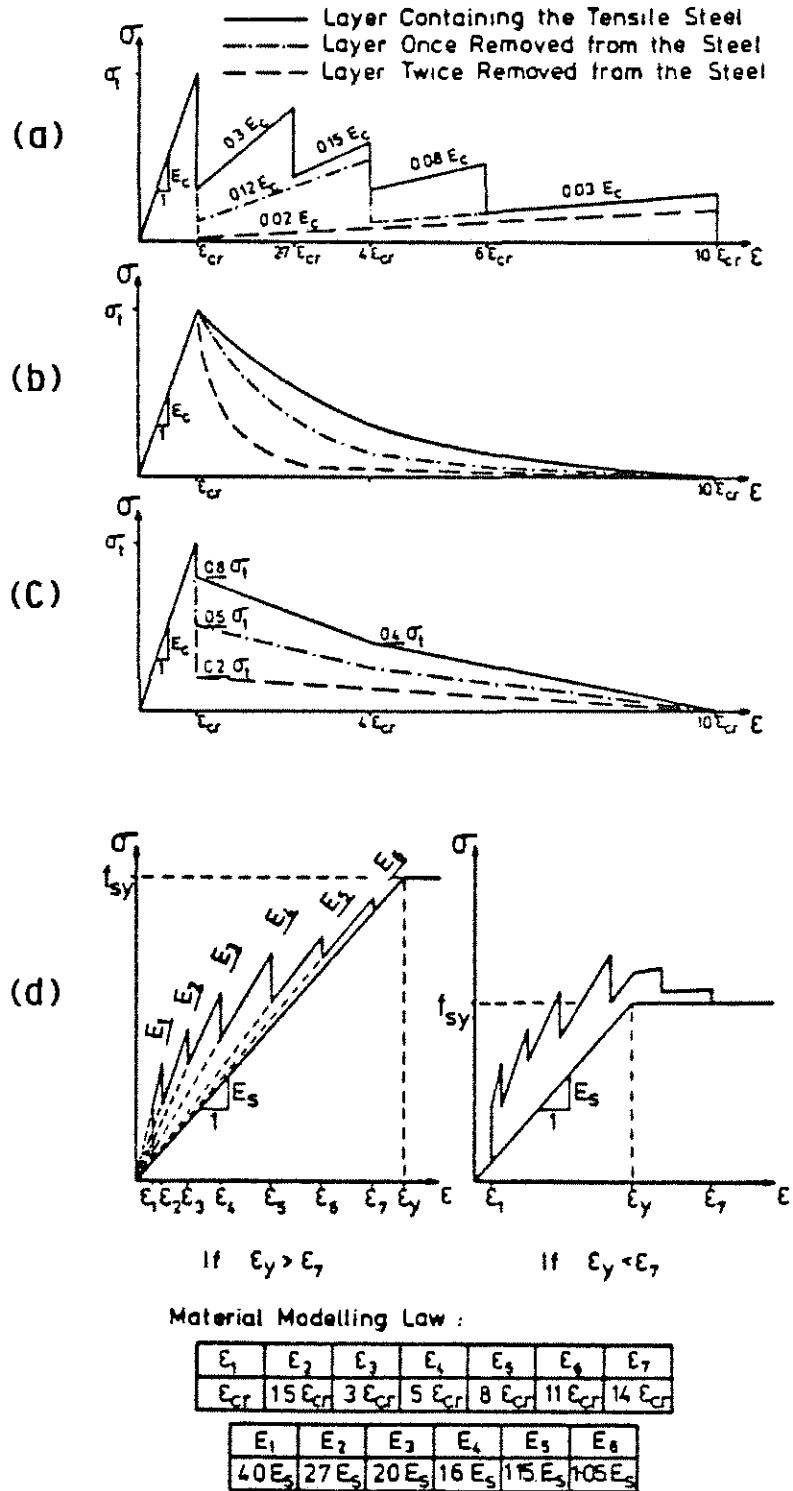 Layer Containing the Tensile Steel
Layer Once Removed from the Steel
Layer Twice Removed from the Steel
(a)
σ
σt
Ec
1
0.3 Ec
0.15 Ec
0.12 Ec
0.08 Ec
0.03 Ec
0.02 Ec
εcr
2.7 εcr
4 εcr
6 εcr
10 εcr
ε
(b)
σ
σt
Ec
1
εcr
10 εcr
ε
(c)
σ
σt
Ec
1
0.8 σt
0.5 σt
0.2 σt
0.4 σt
εcr
4 εcr
10 εcr
ε
(d)
σ
fsy
E1
E2
E3
E4
E5
E6
Es
1
ε1 ε2 ε3 ε4 ε5 ε6 ε7 εy ε
If εy > ε7
σ
fsy
Es
1
ε1 εy ε7 ε
If εy < ε7
Material Modelling Law :
ε1 ε2 ε3 ε4 ε5 ε6 ε7
εcr 1.5 εcr 3 εcr 5 εcr 8 εcr 11 εcr 14 εcr
E1 E2 E3 E4 E5 E6
4.0 Es 2.7 Es 2.0 Es 1.6 Es 1.15 Es 1.05 Es